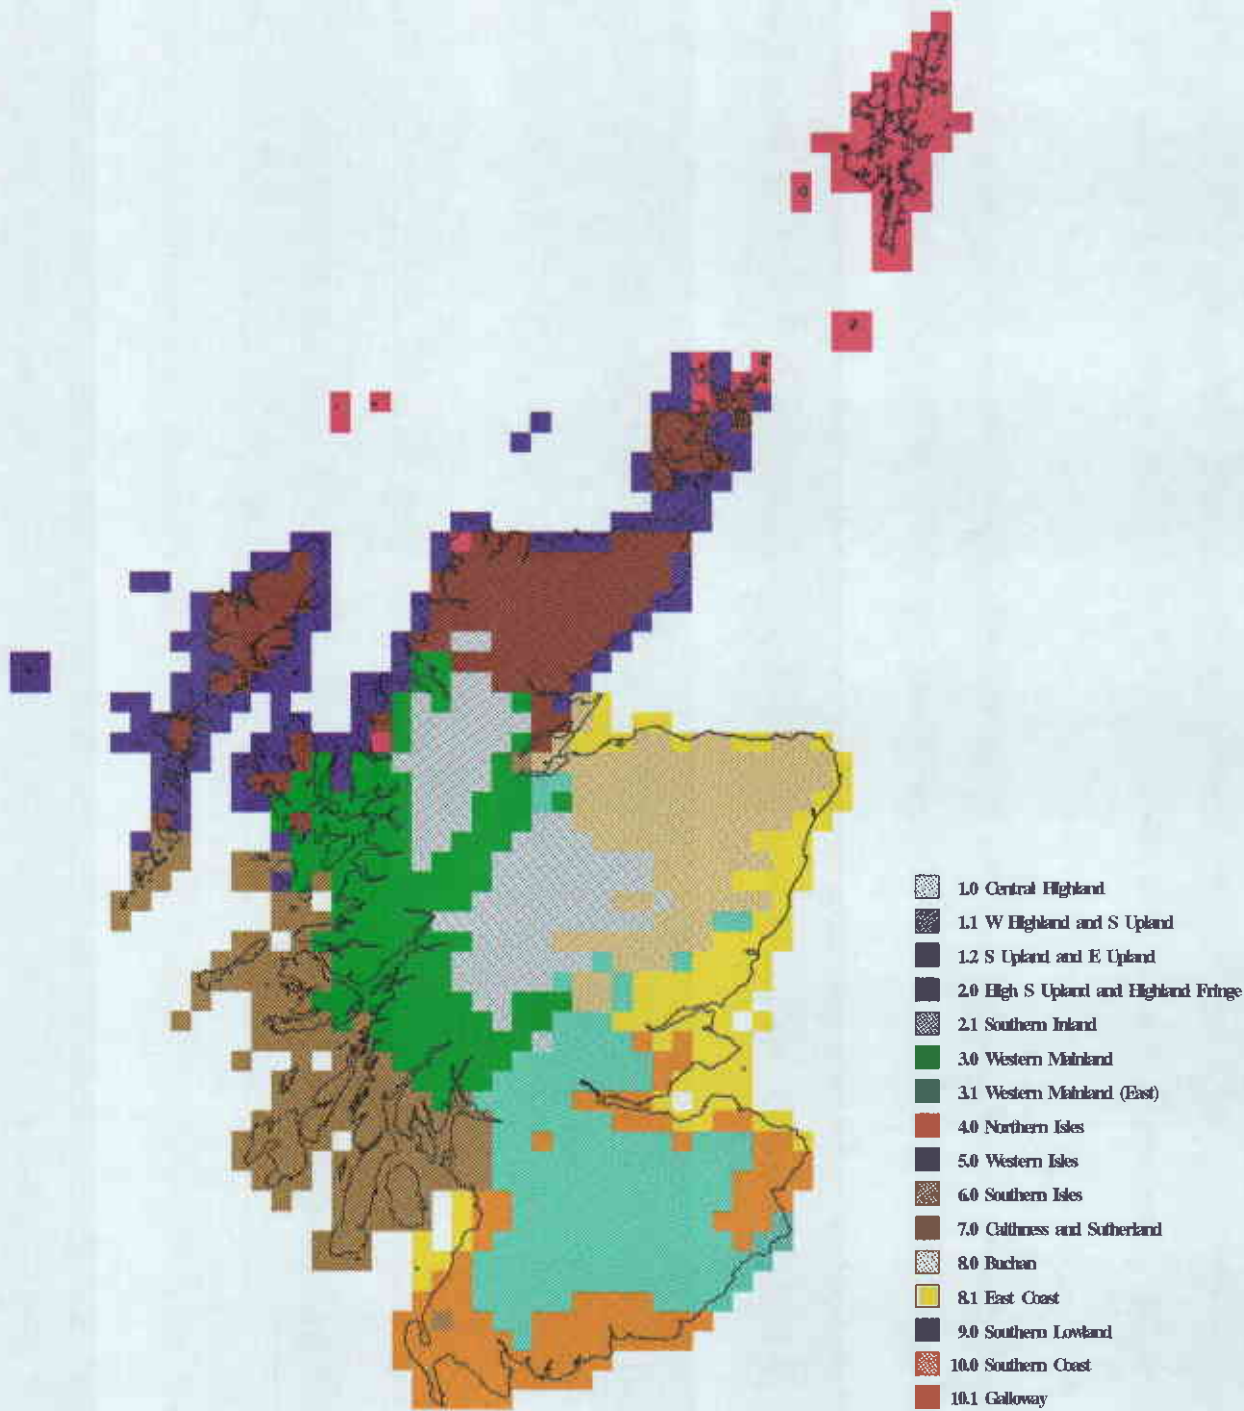 1.0 Central Highland
1.1 W Highland and S Upland
1.2 S Upland and E Upland
2.0 High S Upland and Highland Fringe
2.1 Southern Inland
3.0 Western Mainland
3.1 Western Mainland (East)
4.0 Northern Isles
5.0 Western Isles
6.0 Southern Isles
7.0 Caithness and Sutherland
8.0 Buchan
8.1 East Coast
9.0 Southern Lowland
10.0 Southern Coast
10.1 Galloway